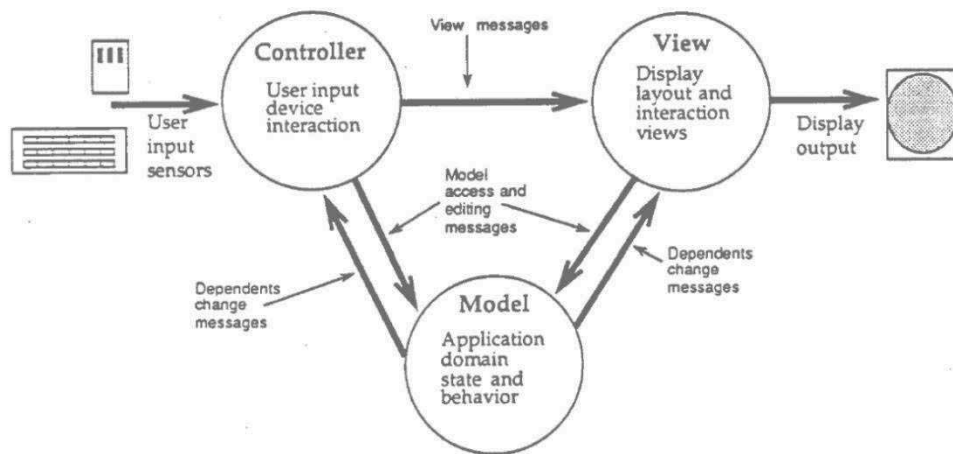 Controller
User input
device
interaction
View messages
View
Display
layout and
interaction
views
User
input
sensors
Display
output
Model
access and
editing
messages
Dependents
change
messages
Dependents
change
messages
Model
Application
domain
state and
behavior